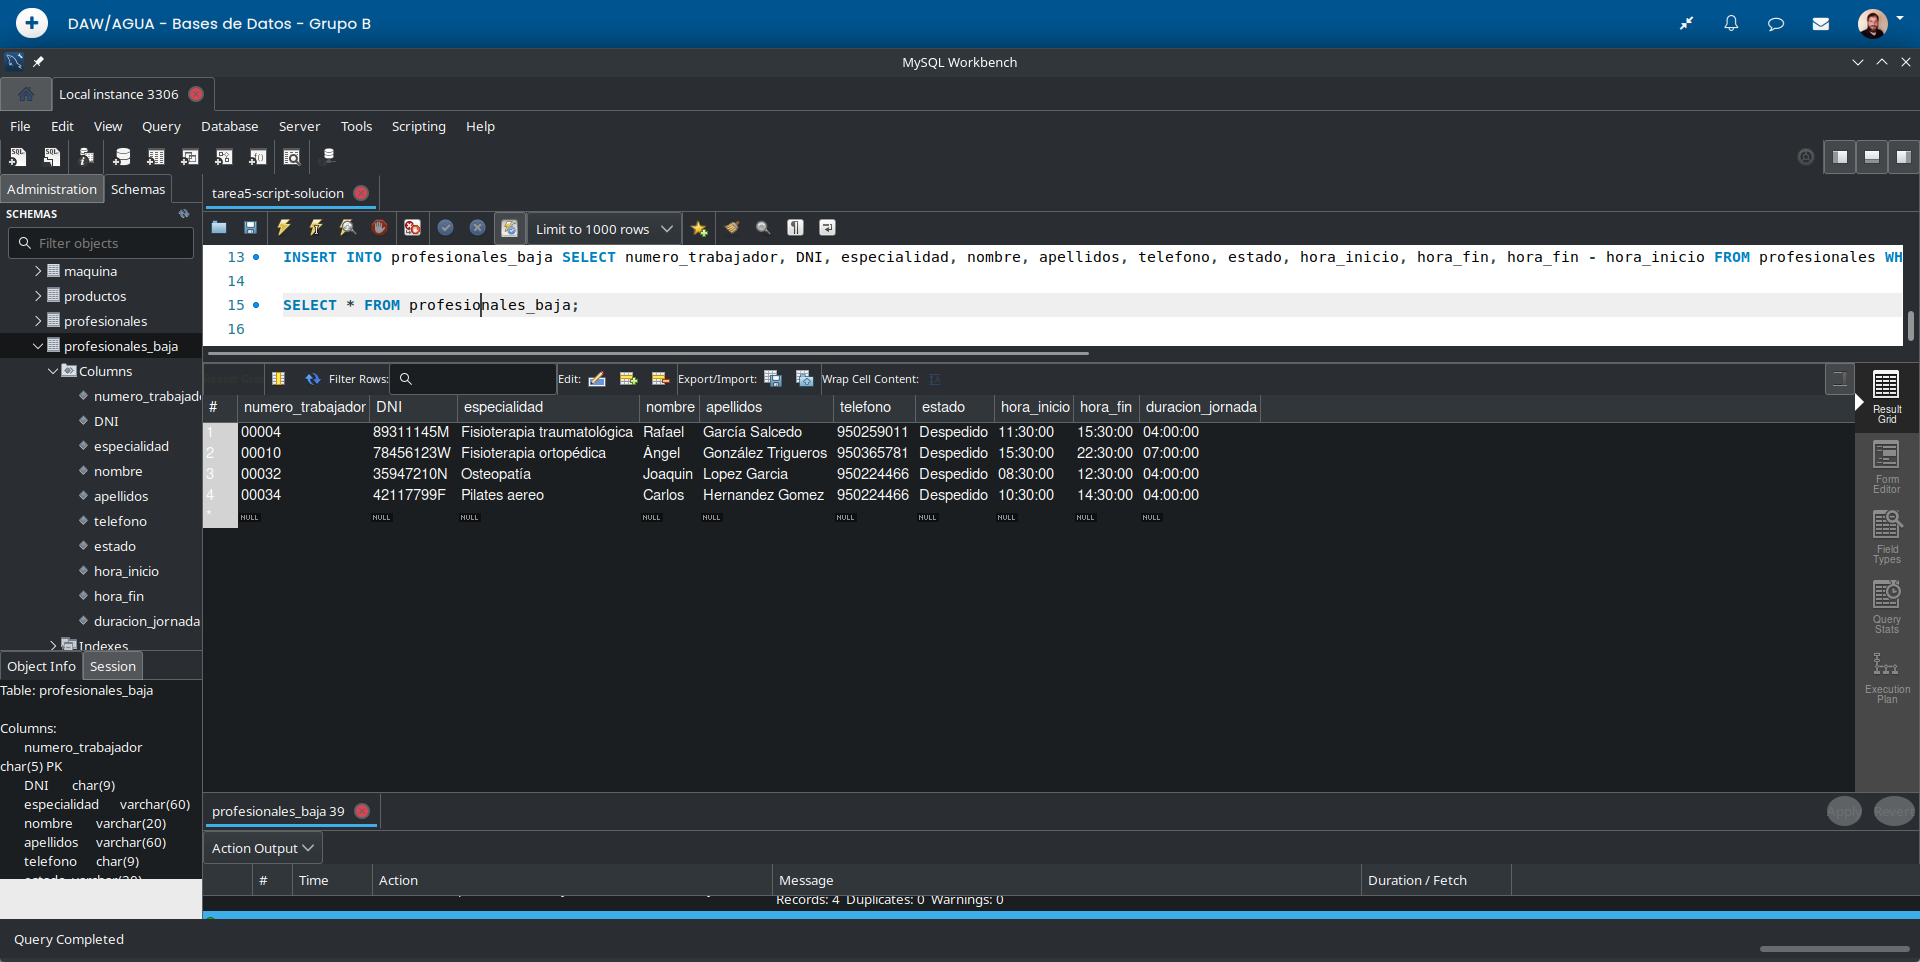 DAW/AGUA - Bases de Datos - Grupo B
MySQL Workbench
Local instance 3306
File Edit View Query Database Server Tools Scripting Help
Administration Schemas
tarea5-script-solucion
SCHEMAS
Filter objects
Limit to 1000 rows
maquina
productos
profesionales
profesionales_baja
Columns
numero_trabajad
DNI
especialidad
nombre
apellidos
telefono
estado
hora_inicio
hora_fin
duracion_jornada
Indexes
13 INSERT INTO profesionales_baja SELECT numero_trabajador, DNI, especialidad, nombre, apellidos, telefono, estado, hora_inicio, hora_fin, hora_fin - hora_inicio FROM profesionales WH
14
15 SELECT * FROM profesionales_baja;
16
Filter Rows: Edit: Export/Import: Wrap Cell Content:
# numero_trabajador DNI especialidad nombre apellidos telefono estado hora_inicio hora_fin duracion_jornada
1 00004 89311145M Fisioterapia traumatológica Rafael García Salcedo 950259011 Despedido 11:30:00 15:30:00 04:00:00
2 00010 78456123W Fisioterapia ortopédica Ángel González Trigueros 950365781 Despedido 15:30:00 22:30:00 07:00:00
3 00032 35947210N Osteopatía Joaquin Lopez Garcia 950224466 Despedido 08:30:00 12:30:00 04:00:00
4 00034 42117799F Pilates aereo Carlos Hernandez Gomez 950224466 Despedido 10:30:00 14:30:00 04:00:00
* NULL NULL NULL NULL NULL NULL NULL NULL NULL NULL
Result
Grid
Form
Editor
Field
Types
Query
Stats
Execution
Plan
Object Info Session
Table: profesionales_baja
Columns:
numero_trabajador
char(5) PK
DNI char(9)
especialidad varchar(60)
nombre varchar(20)
apellidos varchar(60)
telefono char(9)
estado varchar(20)
profesionales_baja 39
Apply Revert
Action Output
# Time Action Message Duration / Fetch
Records: 4 Duplicates: 0 Warnings: 0
Query Completed